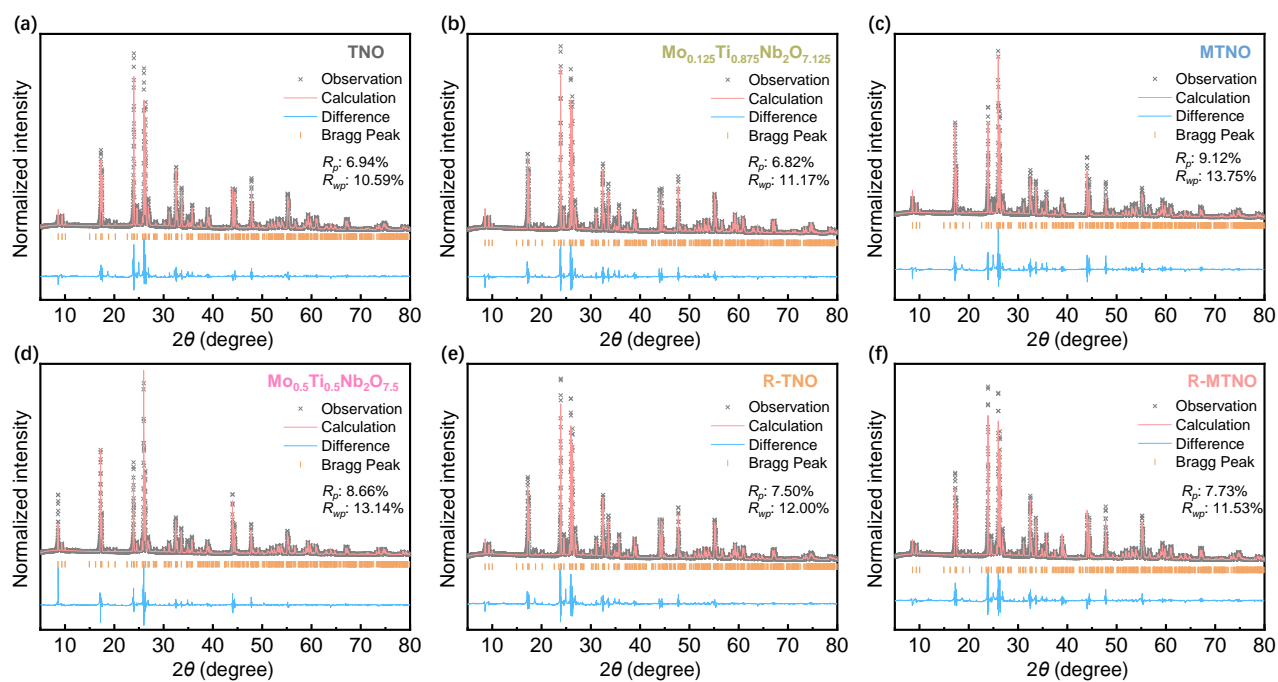 (a)
TNO
Observation
Calculation
Difference
Bragg Peak
Rp: 6.94%
Rwp: 10.59%
Normalized intensity
10 20 30 40 50 60 70 80
2θ (degree)
(b)
Mo0.125Ti0.875Nb2O7.125
Observation
Calculation
Difference
Bragg Peak
Rp: 6.82%
Rwp: 11.17%
Normalized intensity
10 20 30 40 50 60 70 80
2θ (degree)
(c)
MTNO
Observation
Calculation
Difference
Bragg Peak
Rp: 9.12%
Rwp: 13.75%
Normalized intensity
10 20 30 40 50 60 70 80
2θ (degree)
(d)
Mo0.5Ti0.5Nb2O7.5
Observation
Calculation
Difference
Bragg Peak
Rp: 8.66%
Rwp: 13.14%
Normalized intensity
10 20 30 40 50 60 70 80
2θ (degree)
(e)
R-TNO
Observation
Calculation
Difference
Bragg Peak
Rp: 7.50%
Rwp: 12.00%
Normalized intensity
10 20 30 40 50 60 70 80
2θ (degree)
(f)
R-MTNO
Observation
Calculation
Difference
Bragg Peak
Rp: 7.73%
Rwp: 11.53%
Normalized intensity
10 20 30 40 50 60 70 80
2θ (degree)